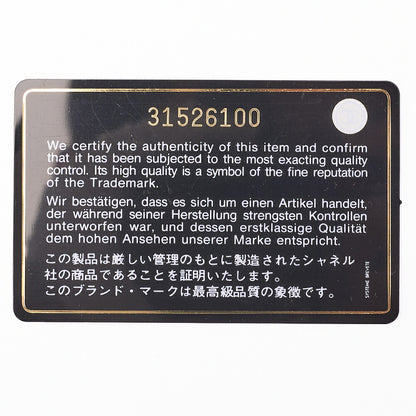 31526100
We certify the authenticity of this item and confirm
that it has been subjected to the most exacting quality
control. Its high quality is a symbol of the fine reputation
of the Trademark.
Wir bestätigen, dass es sich um einen Artikel handelt,
der während seiner Herstellung strengsten Kontrollen
unterworfen war, und dessen erstklassige Qualität
dem hohen Ansehen unserer Marke entspricht.
この製品は厳しい管理のもとに製造されたシャネル
社の商品であることを証明いたします。
このブランド・マークは最高級品質の象徴です。
SYSTEME BREVETE